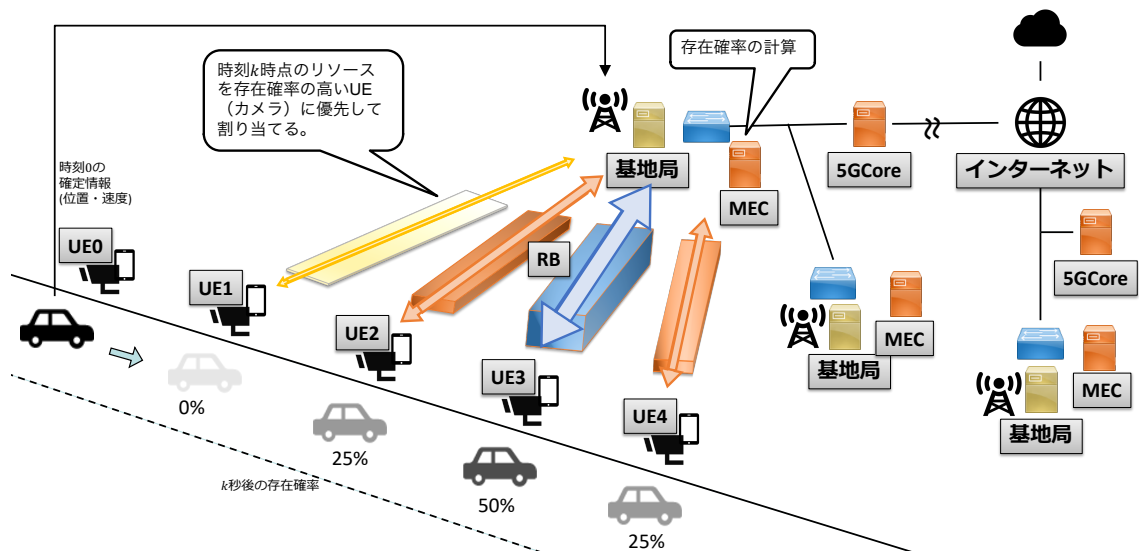 時刻k時点のリソース
を存在確率の高いUE
（カメラ）に優先して
割り当てる。
存在確率の計算
時刻0の
確定情報
(位置・速度)
基地局
MEC
5GCore
インターネット
5GCore
UE0
UE1
UE2
RB
UE3
UE4
基地局
MEC
基地局
MEC
0%
25%
50%
25%
k秒後の存在確率